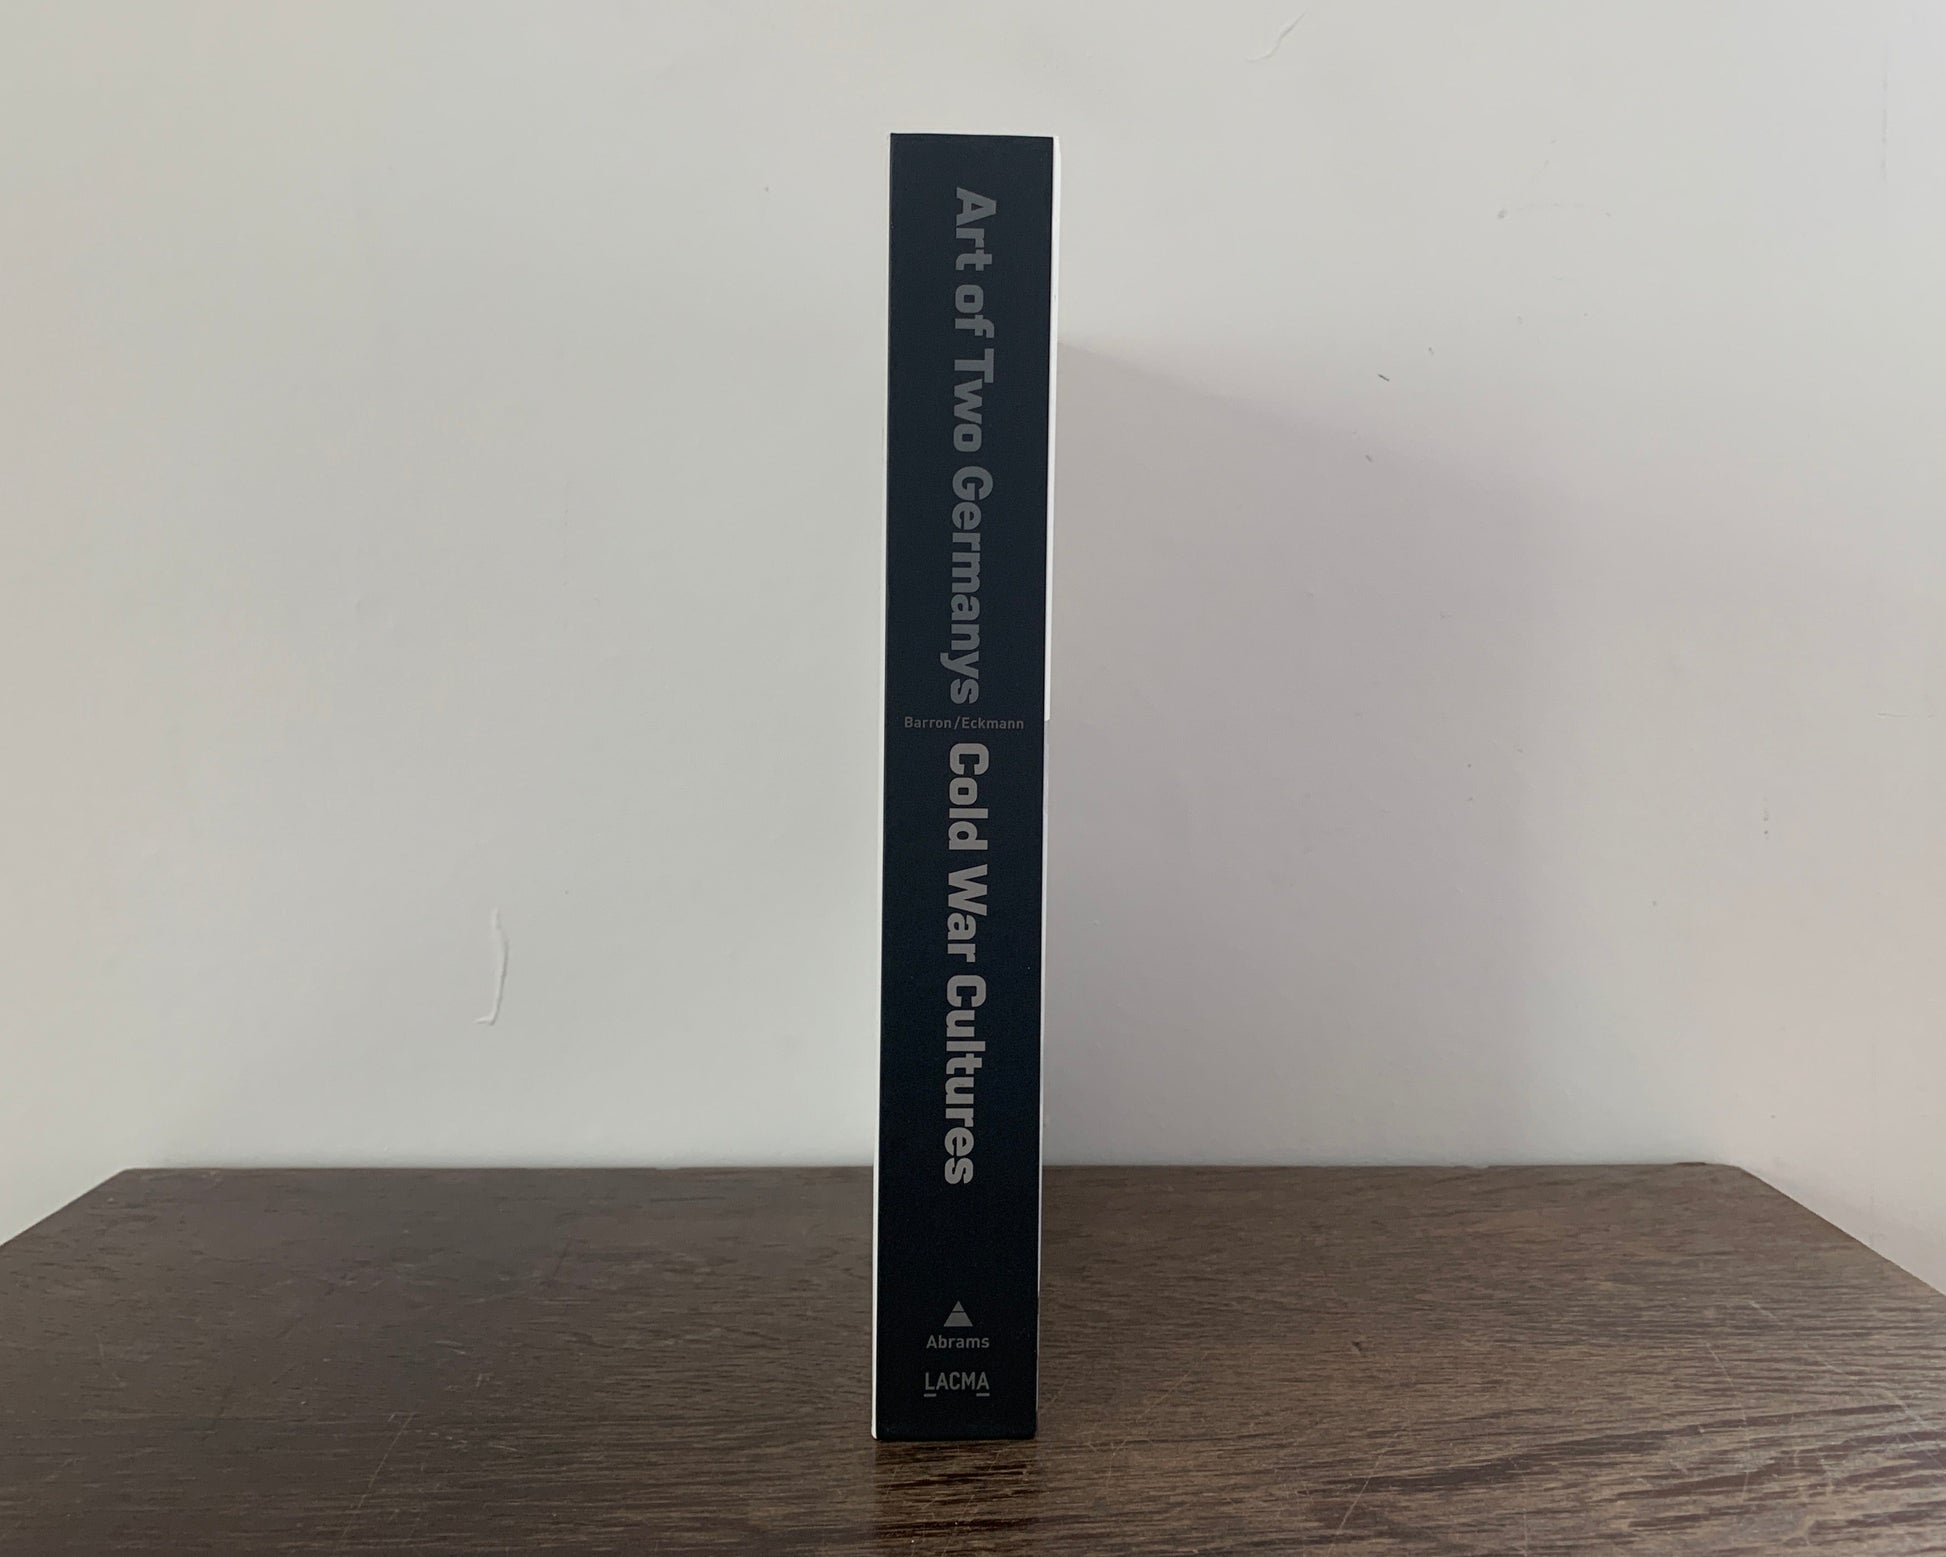 Art of Two Germanys
Barron/Eckmann
Cold War Cultures
Abrams
LACMA